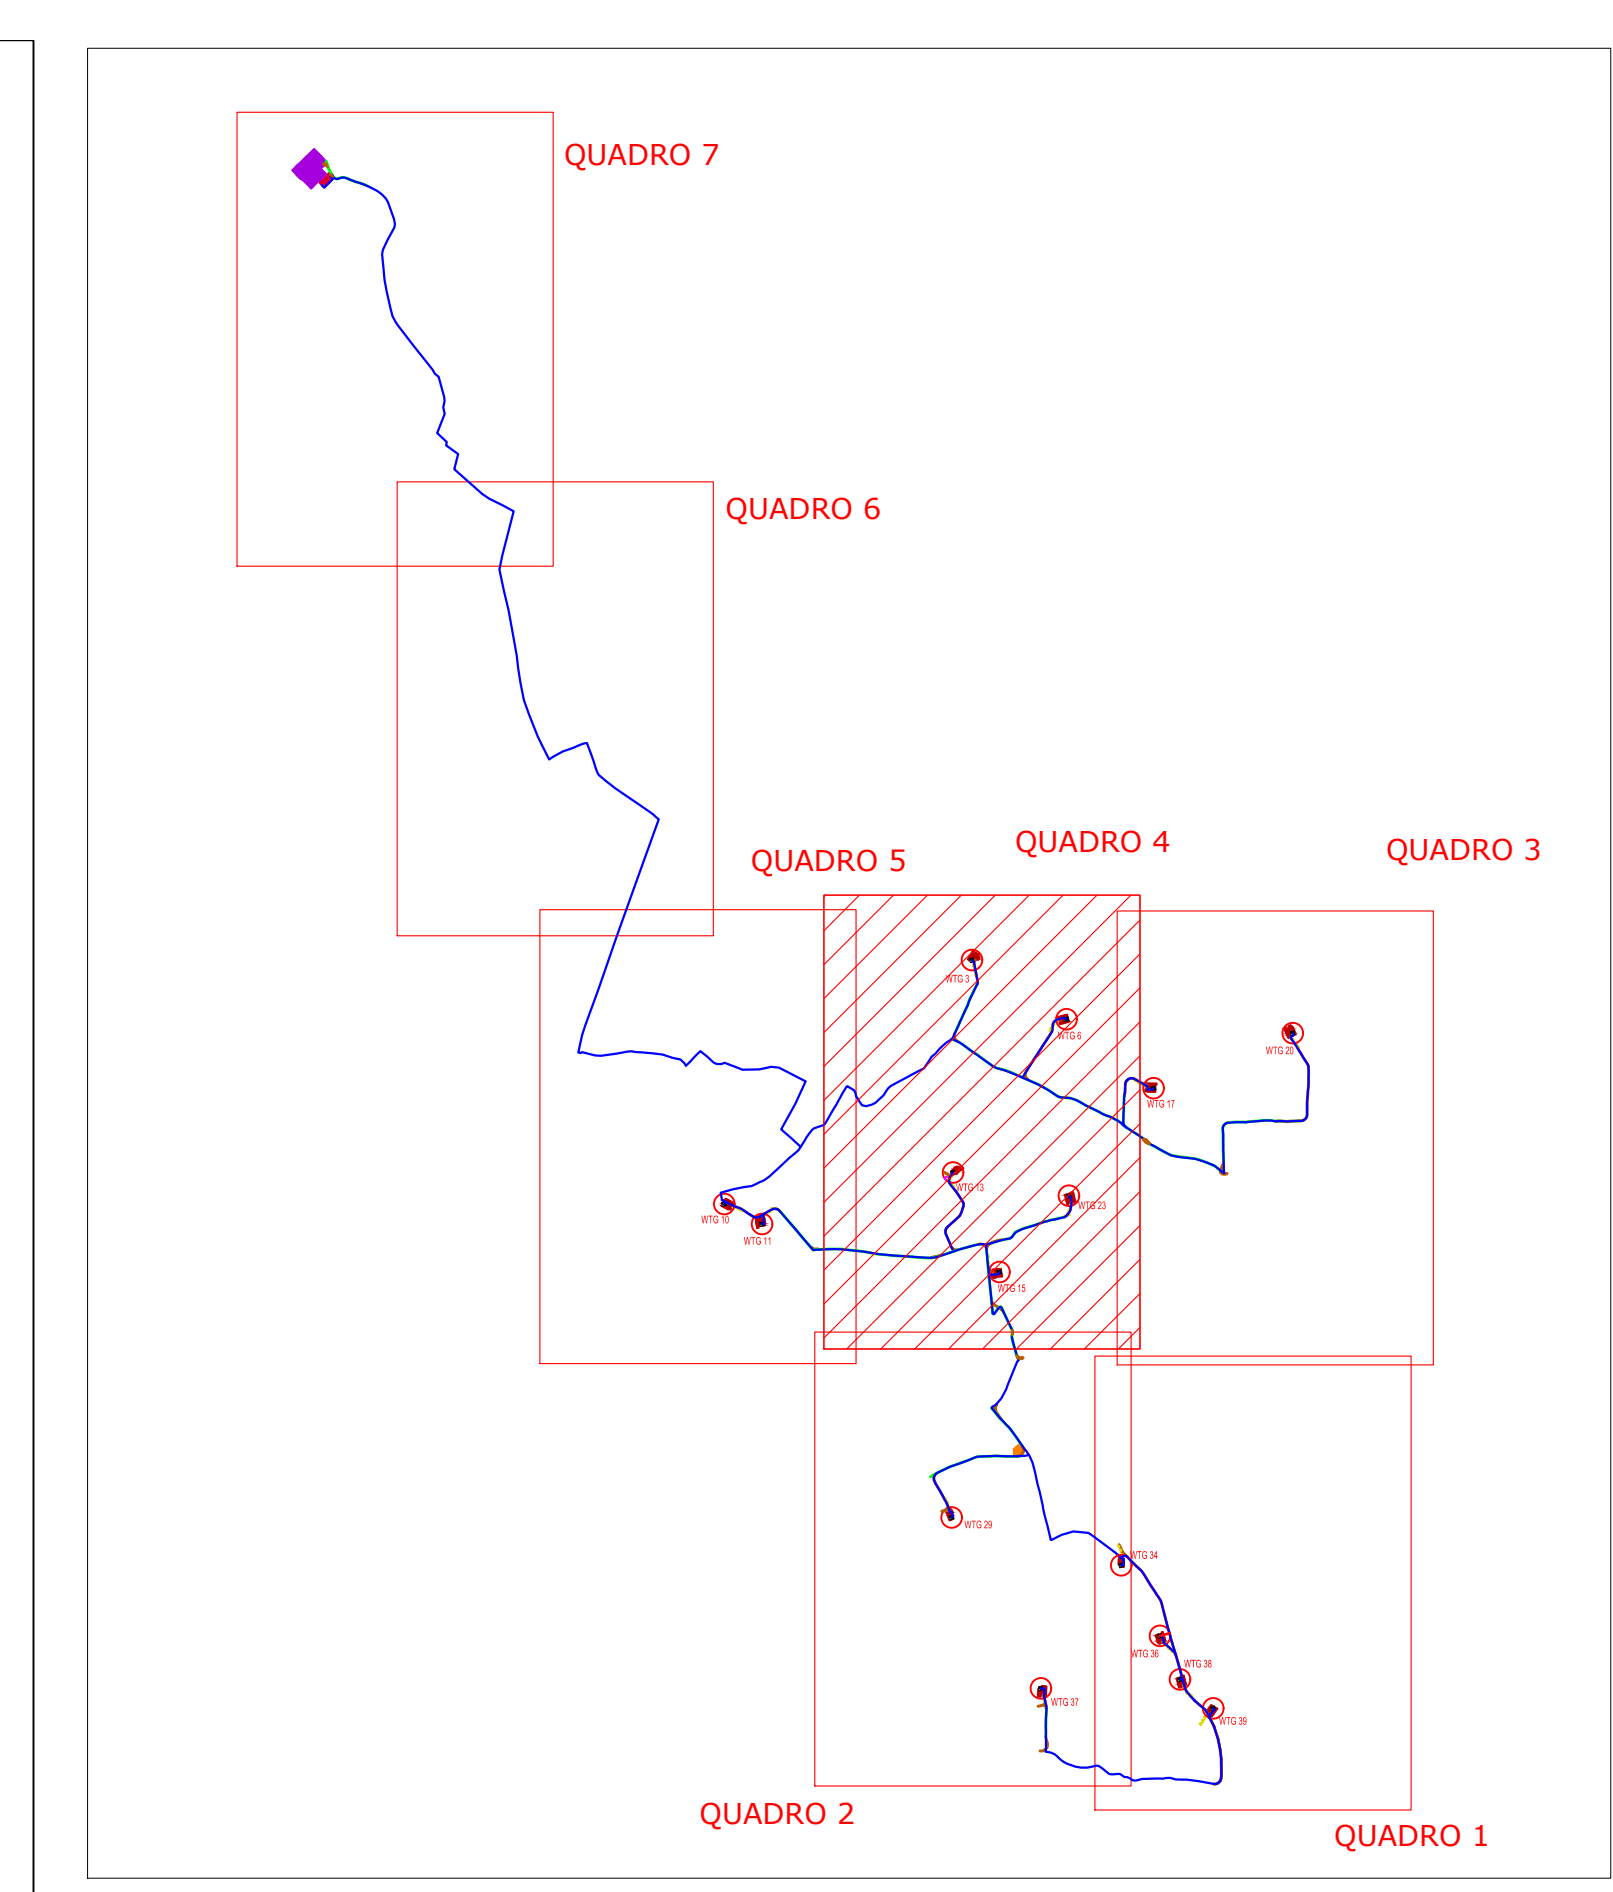 QUADRO 7
QUADRO 6
QUADRO 5
QUADRO 4
QUADRO 3
WTG 3
WTG 6
WTG 20
WTG 17
WTG 13
WTG 23
WTG 10
WTG 11
WTG 15
WTG 29
WTG 34
WTG 36
WTG 38
WTG 37
WTG 39
QUADRO 2
QUADRO 1